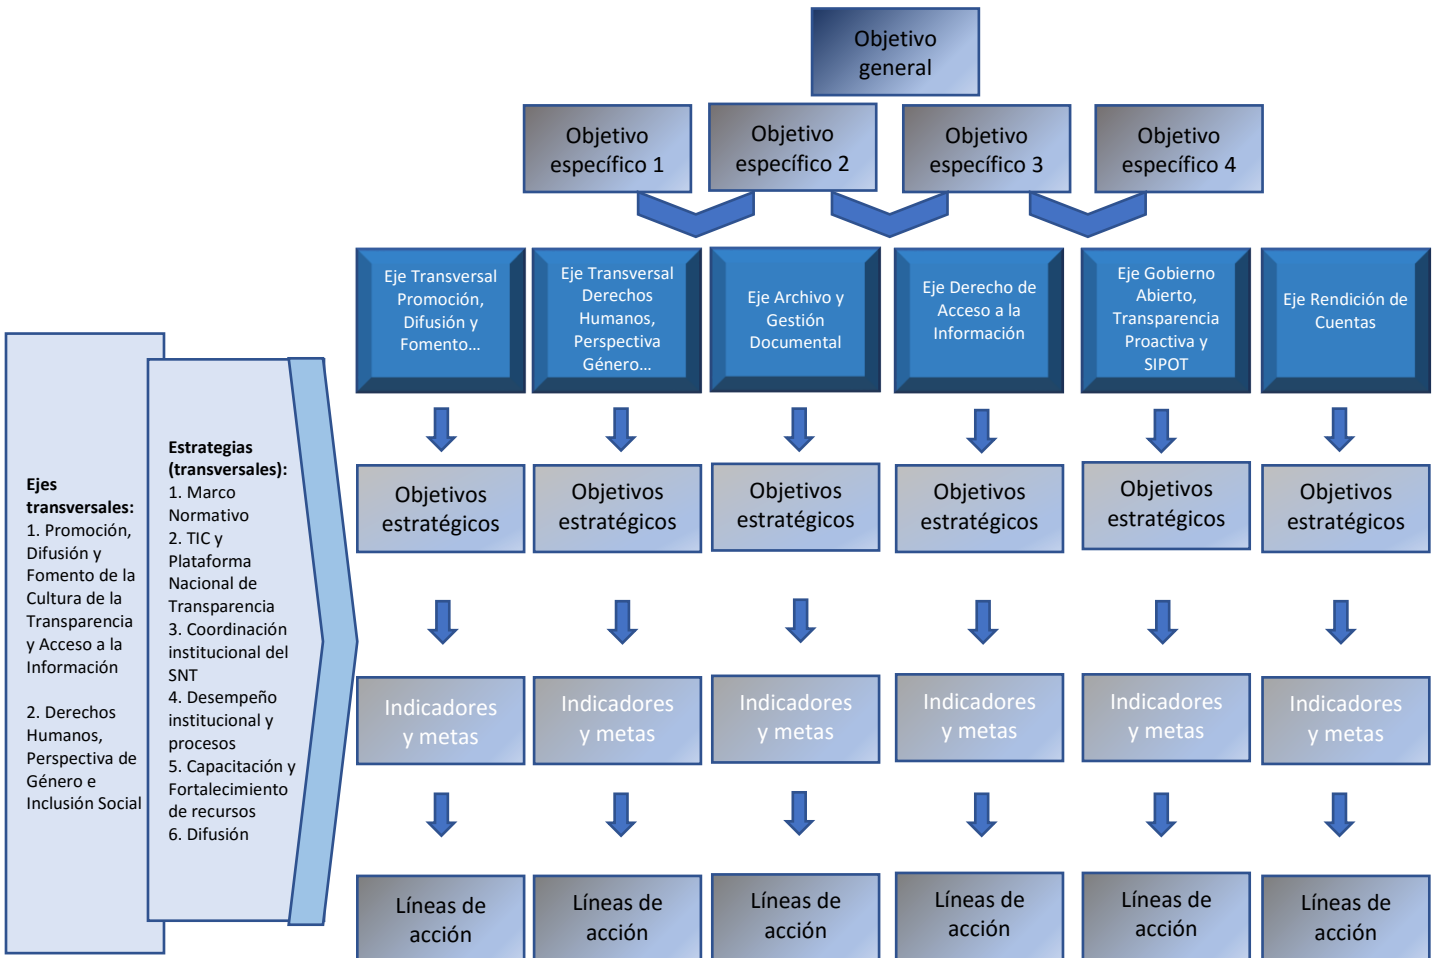 Objetivo
general
Objetivo
específico 1
Objetivo
específico 2
Objetivo
específico 3
Objetivo
específico 4
Eje Transversal
Promoción,
Difusión y
Fomento…
Eje Transversal
Derechos
Humanos,
Perspectiva
Género…
Eje Archivo y
Gestión
Documental
Eje Derecho de
Acceso a la
Información
Eje Gobierno
Abierto,
Transparencia
Proactiva y
SIPOT
Eje Rendición de
Cuentas
Ejes
transversales:
1. Promoción,
Difusión y
Fomento de la
Cultura de la
Transparencia
y Acceso a la
Información
2. Derechos
Humanos,
Perspectiva de
Género e
Inclusión Social
Estrategias
(transversales):
1. Marco
Normativo
2. TIC y
Plataforma
Nacional de
Transparencia
3. Coordinación
institucional del
SNT
4. Desempeño
institucional y
procesos
5. Capacitación y
Fortalecimiento
de recursos
6. Difusión
Objetivos
estratégicos
Objetivos
estratégicos
Objetivos
estratégicos
Objetivos
estratégicos
Objetivos
estratégicos
Objetivos
estratégicos
Indicadores
y metas
Indicadores
y metas
Indicadores
y metas
Indicadores
y metas
Indicadores
y metas
Indicadores
y metas
Líneas de
acción
Líneas de
acción
Líneas de
acción
Líneas de
acción
Líneas de
acción
Líneas de
acción